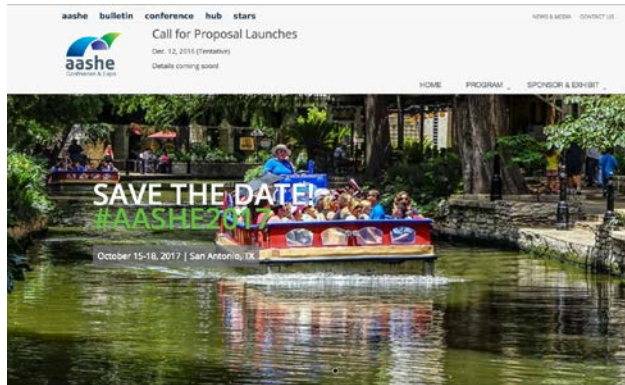 aashe bulletin conference hub stars
NEWS & MEDIA CONTACT US
aashe
Conference & Expo
Call for Proposal Launches
Dec. 12, 2016 (Tentative)
Details coming soon!
HOME PROGRAM SPONSOR & EXHIBIT
SAVE THE DATE!
#AASHE2017
October 15-18, 2017 | San Antonio, TX